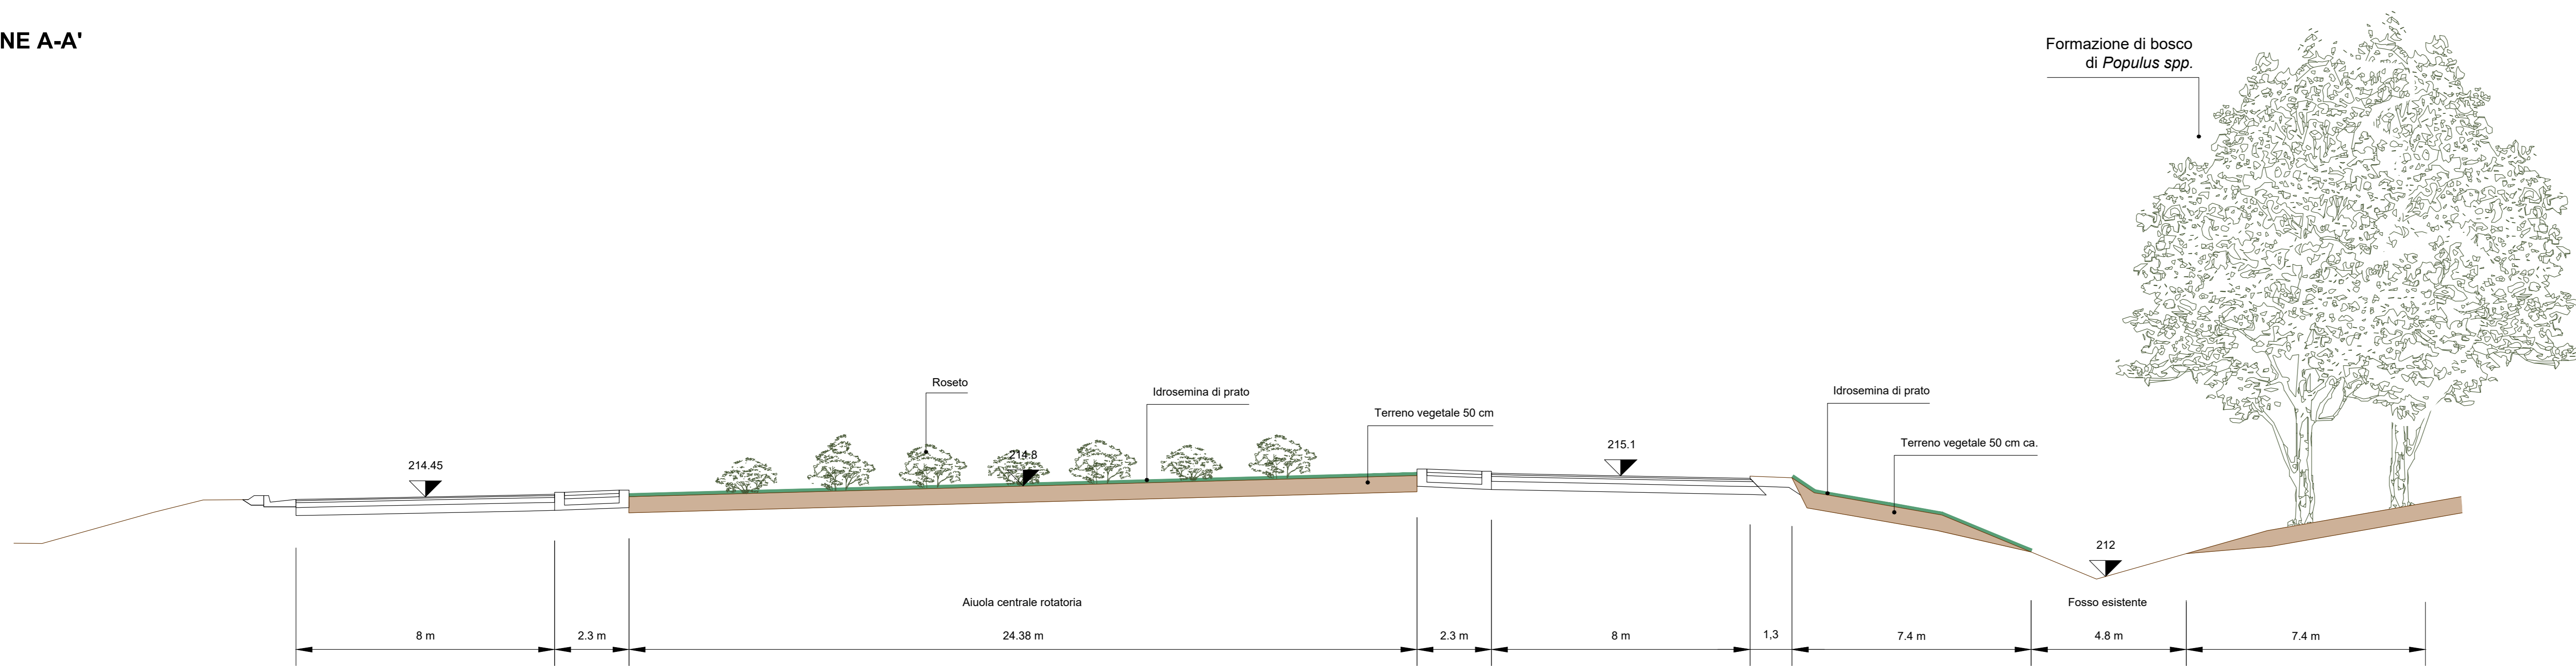 NE A-A'
Formazione di bosco
di Populus spp.
Roseto
Idrosemina di prato
Terreno vegetale 50 cm
Idrosemina di prato
Terreno vegetale 50 cm ca.
214.45
214.8
215.1
212
Aiuola centrale rotatoria
Fosso esistente
8 m
2.3 m
24.38 m
2.3 m
8 m
1,3
7.4 m
4.8 m
7.4 m